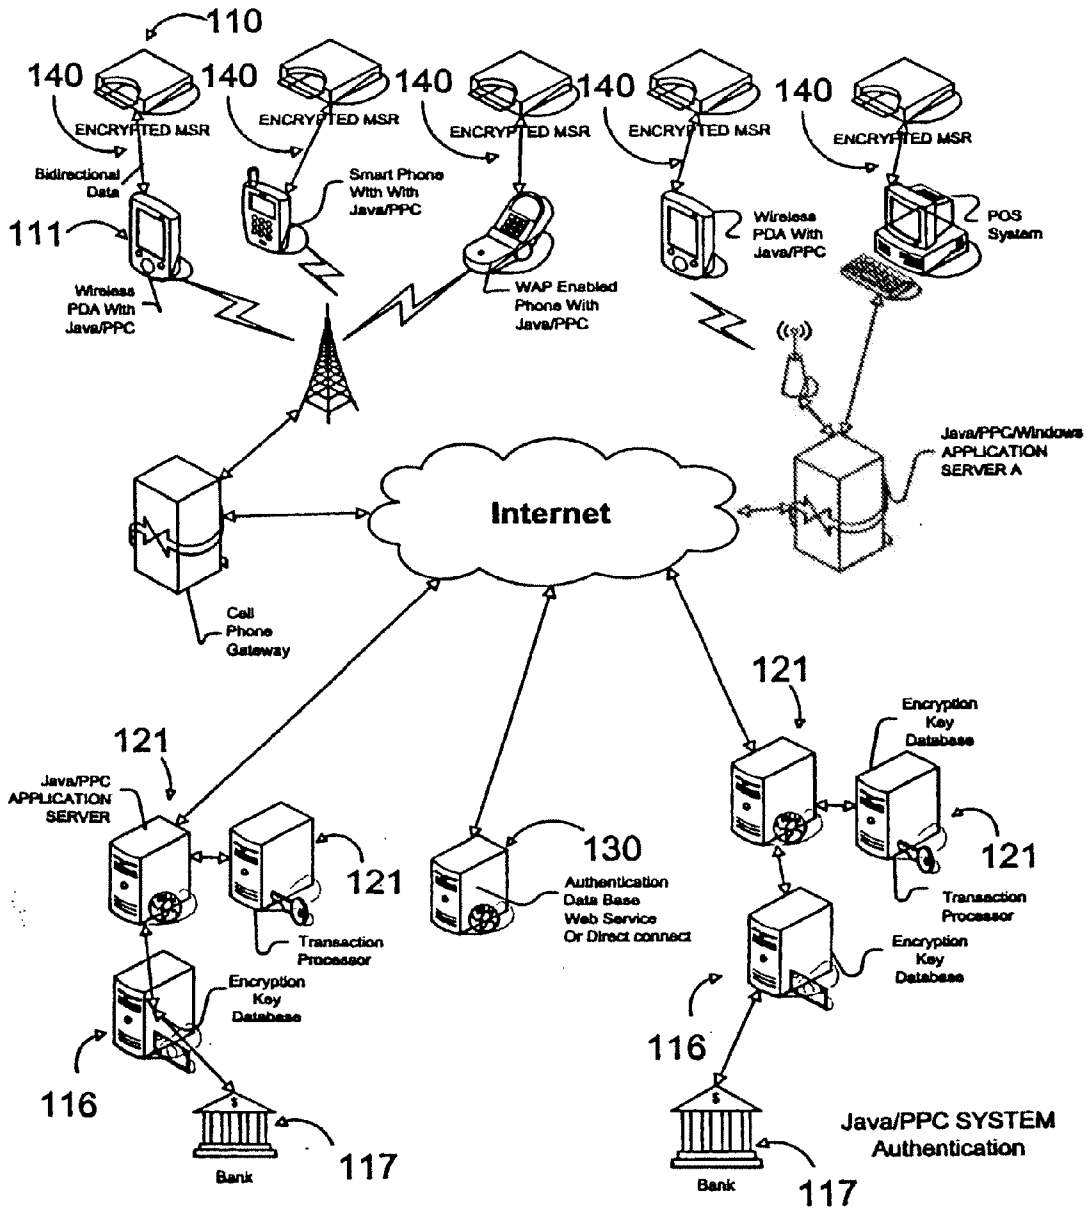 110
140
140
140
140
140
ENCRYPTED MSR
ENCRYPTED MSR
ENCRYPTED MSR
ENCRYPTED MSR
ENCRYPTED MSR
Bidirectional
Data
111
Smart Phone
With With
Java/PPC
Wireless
PDA With
Java/PPC
POS
System
Wireless
PDA With
Java/PPC
WAP Enabled
Phone With
Java/PPC
Java/PPC/Windows
APPLICATION
SERVER A
Internet
Cell
Phone
Gateway
121
Encryption
Key
Database
121
Java/PPC
APPLICATION
SERVER
121
130
Authentication
Data Base
Web Service
Or Direct connect
121
Transaction
Processor
Transaction
Processor
Encryption
Key
Database
Encryption
Key
Database
116
116
$
$
117
Bank
117
Bank
Java/PPC SYSTEM
Authentication